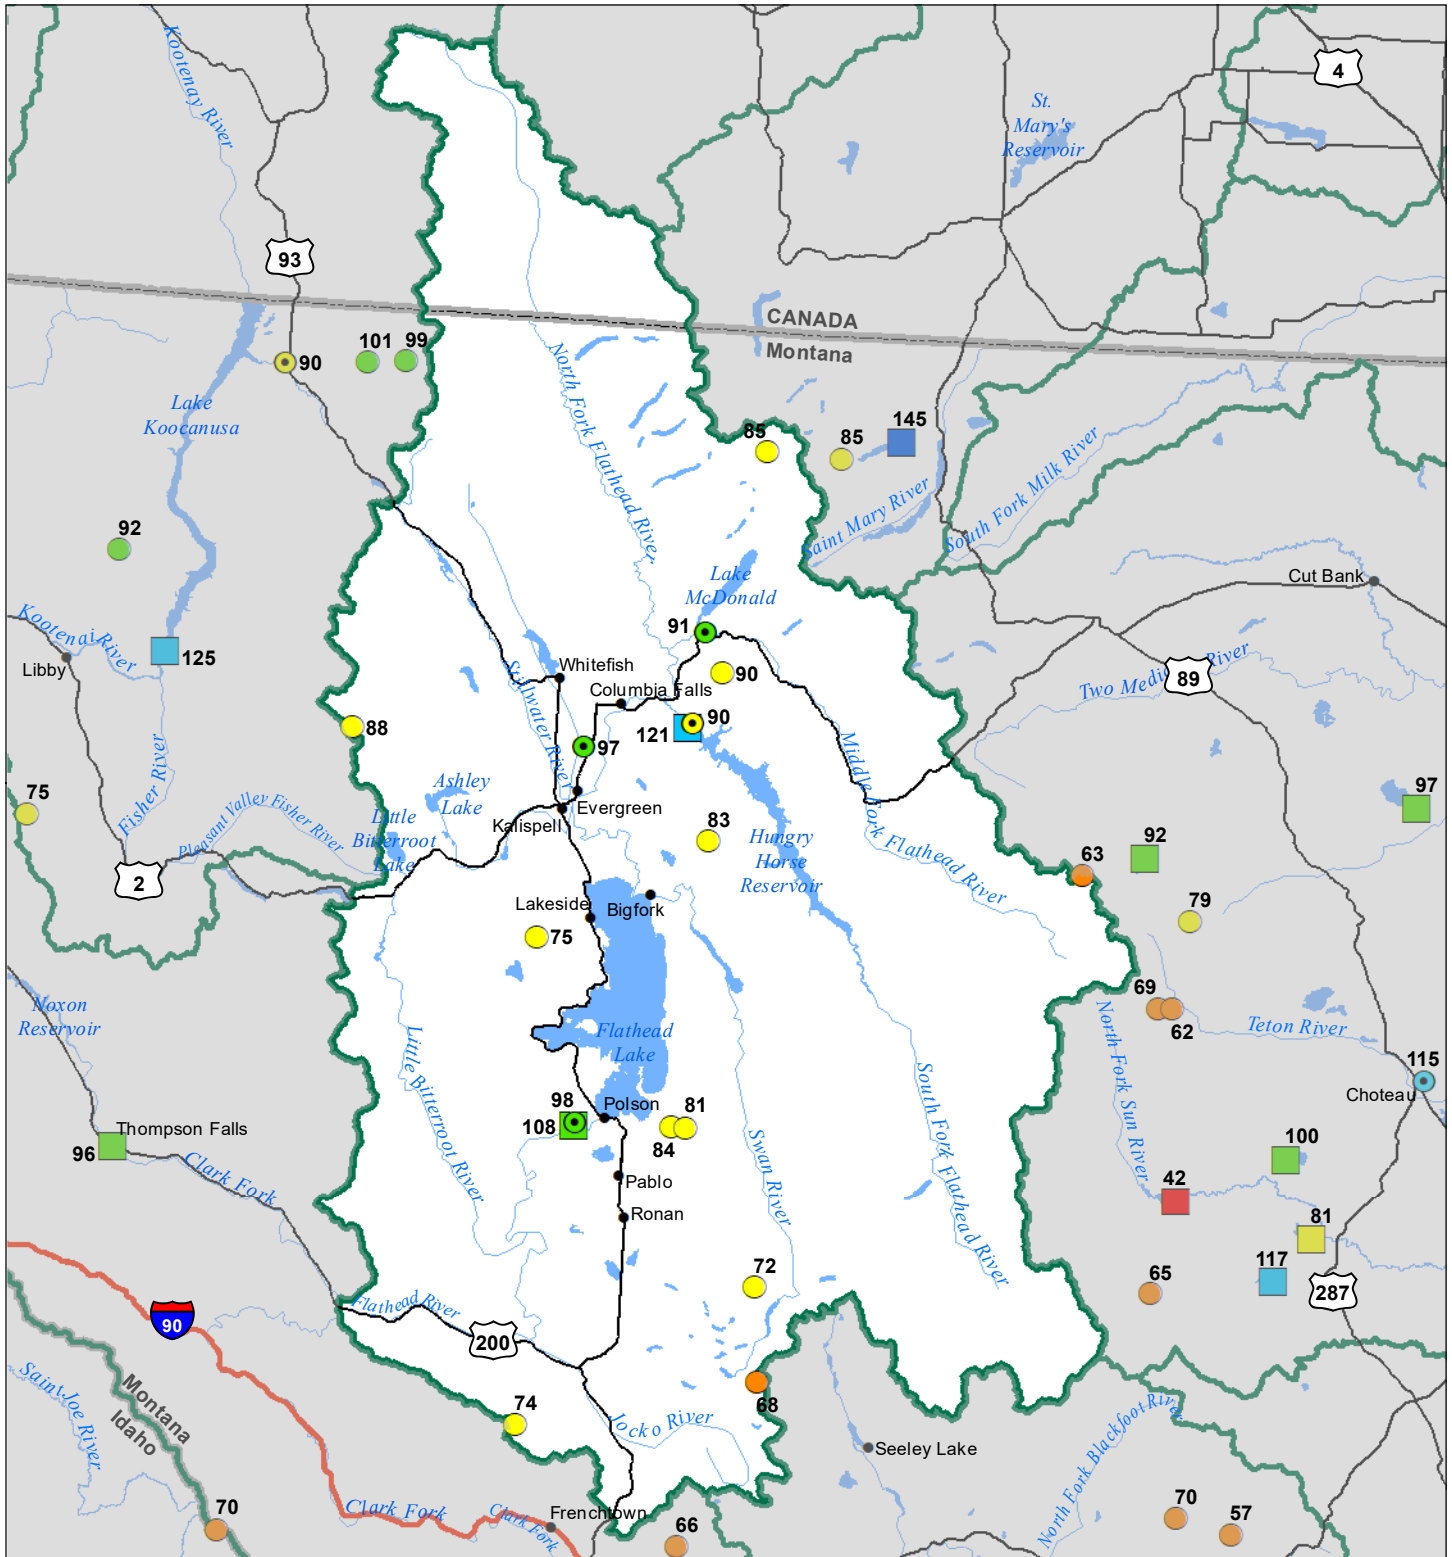 Kootenay River
4
St.
Mary's
Reservoir
93
CANADA
Montana
90
101
99
North Fork Flathead River
Lake
Koocanusa
85
85
145
Saint Mary River
South Fork Milk River
92
Lake
McDonald
Cut Bank
Kootenai River
Libby
125
91
Whitefish
Columbia Falls
90
Two Medicine River
89
Stillwater River
88
97
121
90
Middle Fork Flathead River
Fisher River
75
Ashley
Lake
Evergreen
Kalispell
Little
Bitterroot
Lake
Pleasant Valley Fisher River
2
83
Hungry
Horse
Reservoir
97
92
63
79
Lakeside
Bigfork
75
Noxon
Reservoir
Flathead
Lake
69
62
Teton River
North Fork Sun River
Little Bitterroot River
South Fork Flathead River
115
Choteau
98
108
Polson
81
84
Thompson Falls
96
Clark Fork
Swan River
Pablo
Ronan
100
42
81
117
65
287
72
Flathead River
200
90
Montana
Idaho
Saint Joe River
74
68
Jocko River
Seeley Lake
North Fork Blackfoot River
70
Clark Fork
Clark Fork
Frenchtown
66
70
57